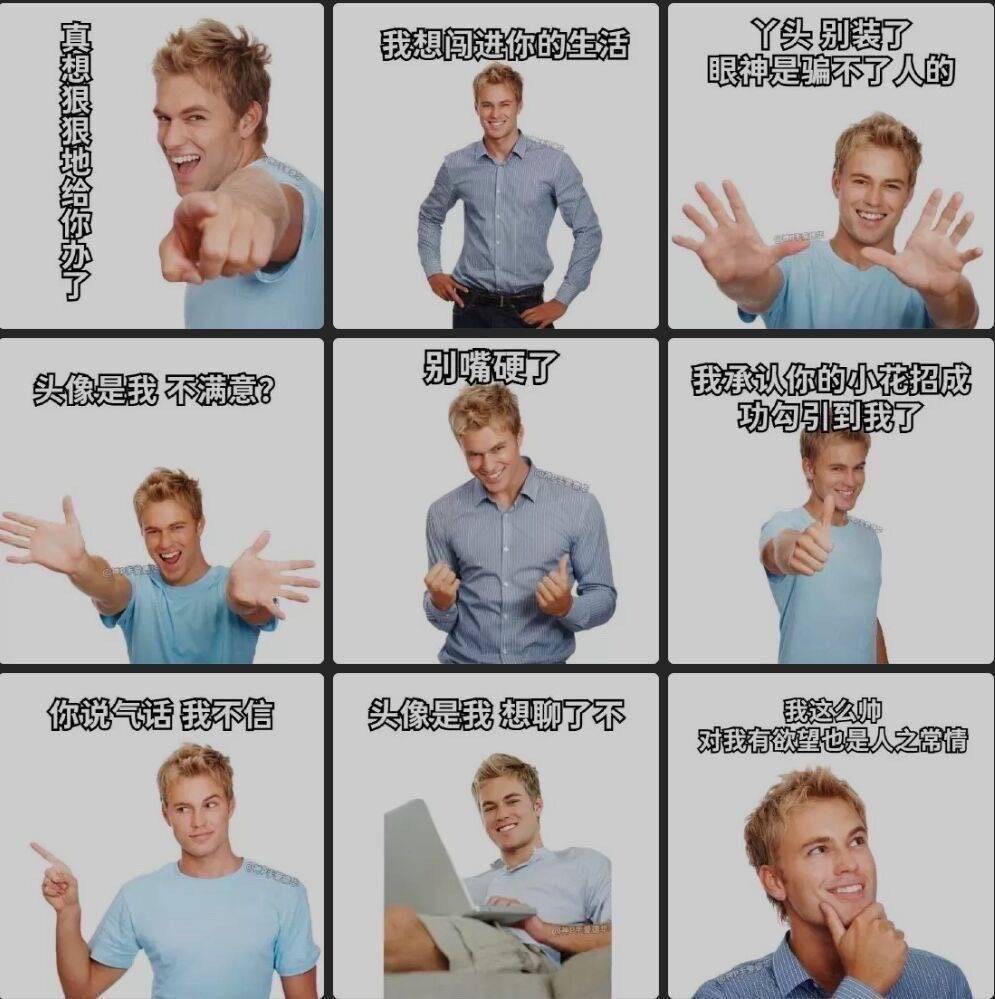 真想狠狠地给你办了
我想闯进你的生活
丫头 别装了
眼神是骗不了人的
头像是我 不满意？
别嘴硬了
我承认你的小花招成
功勾引到我了
你说气话 我不信
头像是我 想聊了不
我这么帅
对我有欲望也是人之常情